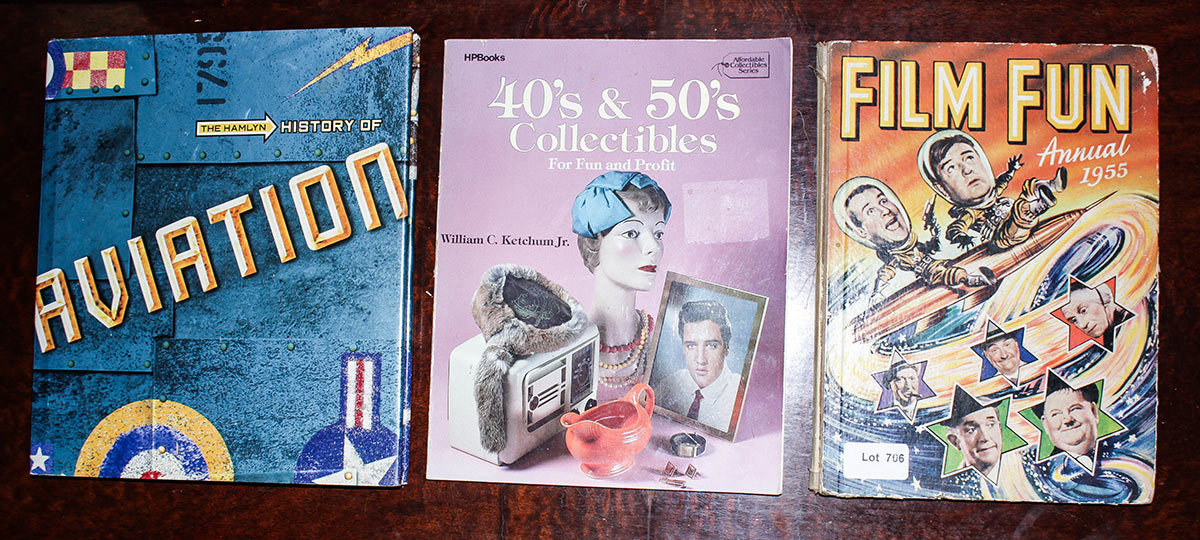 1795
THE HAMLYN HISTORY OF
AVIATION
HPBooks
Affordable
Collectibles
Series
40's & 50's
Collectibles
For Fun and Profit
William C. Ketchum Jr.
FILM FUN
Annual
1955
Lot 706